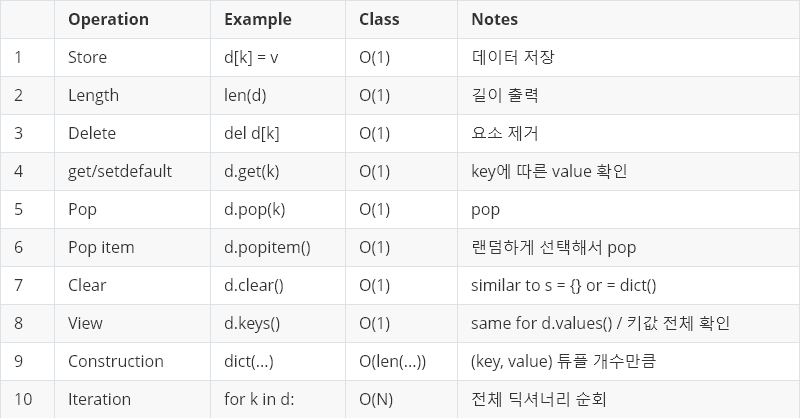 Operation Example Class Notes
1 Store d[k] = v O(1) 데이터 저장
2 Length len(d) O(1) 길이 출력
3 Delete del d[k] O(1) 요소 제거
4 get/setdefault d.get(k) O(1) key에 따른 value 확인
5 Pop d.pop(k) O(1) pop
6 Pop item d.popitem() O(1) 랜덤하게 선택해서 pop
7 Clear d.clear() O(1) similar to s = {} or = dict()
8 View d.keys() O(1) same for d.values() / 키값 전체 확인
9 Construction dict(...) O(len(...)) (key, value) 튜플 개수만큼
10 Iteration for k in d: O(N) 전체 딕셔너리 순회